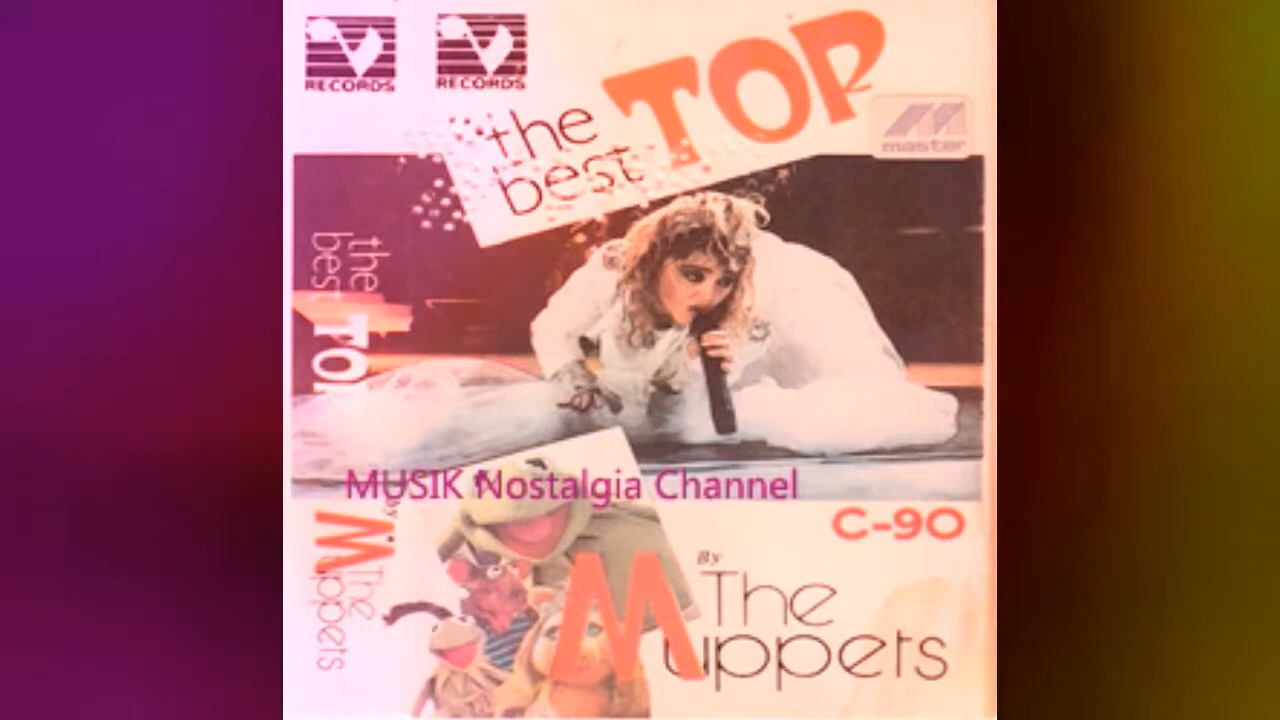 RECORDS
RECORDS
the
best TOP
master
the
best TOP
MUSIK Nostalgia Channel
C-90
By
The
Muppets
by
The
Muppets